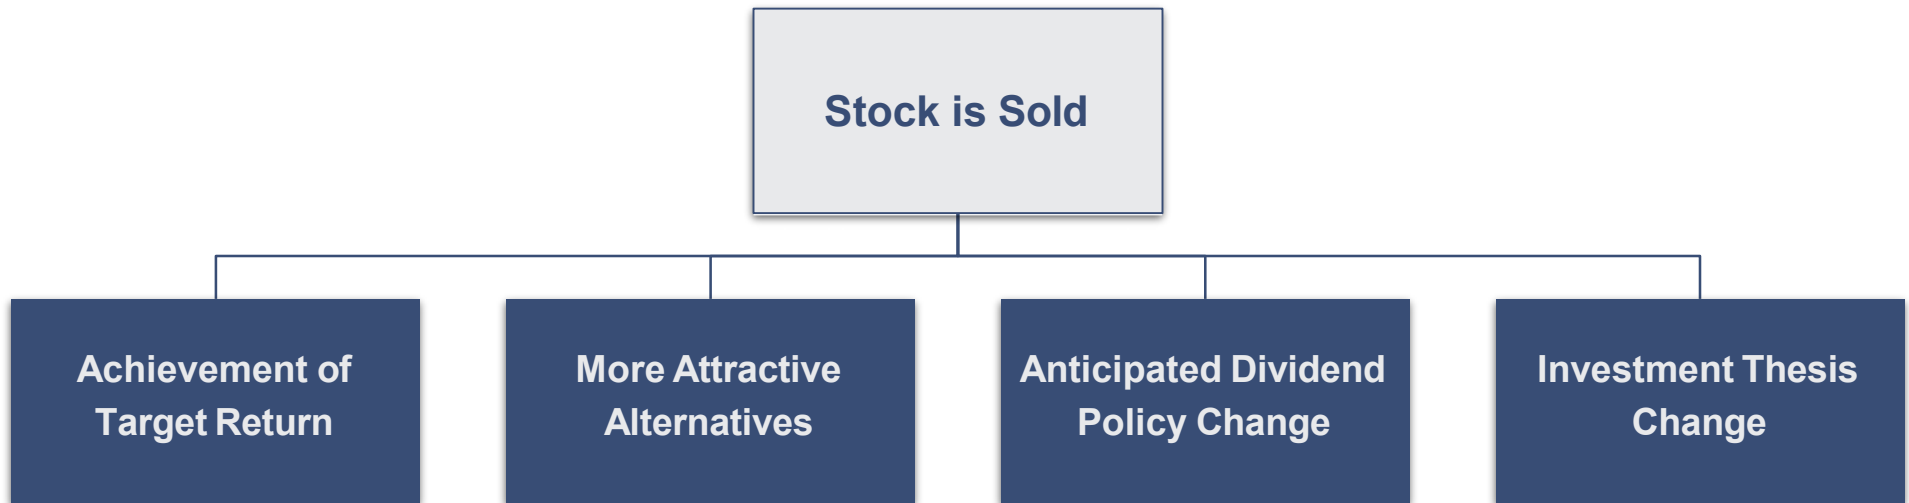 Stock is Sold
Achievement of
Target Return
More Attractive
Alternatives
Anticipated Dividend
Policy Change
Investment Thesis
Change